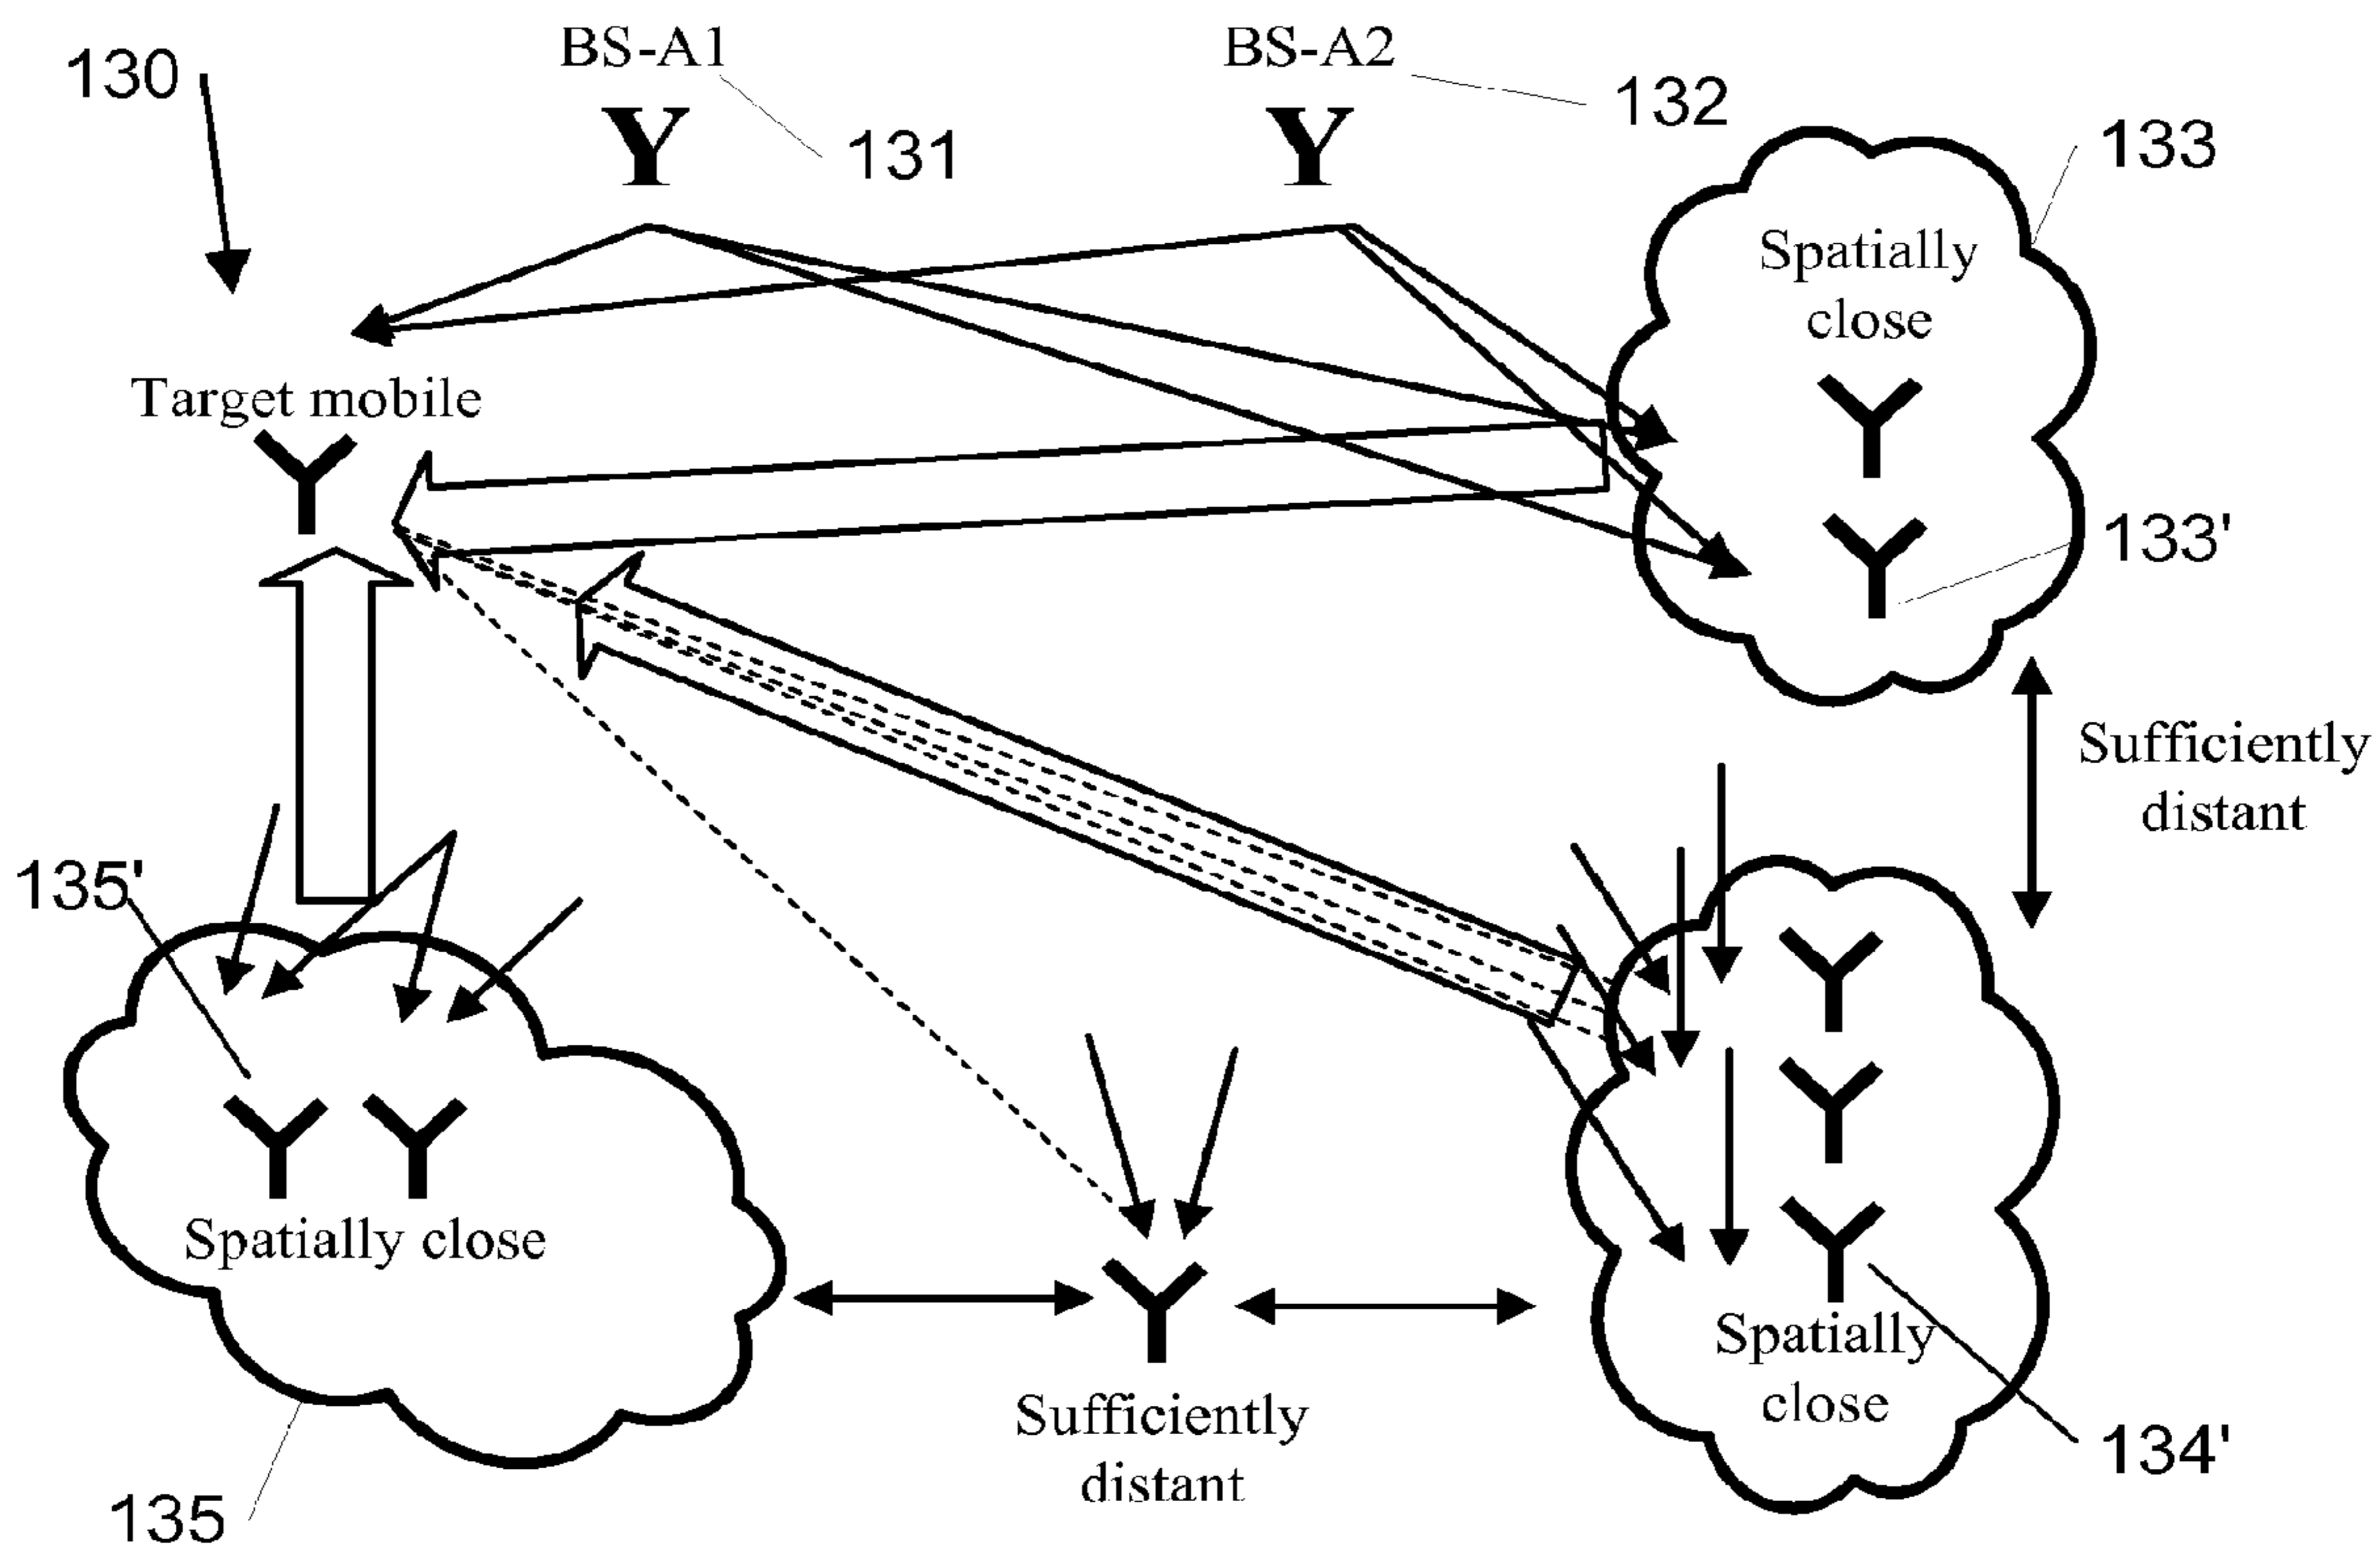 130
BS-A1
BS-A2
131
132
133
Spatially
close
Target mobile
133'
Sufficiently
distant
135'
Spatially close
Sufficiently
distant
Spatially
close
134'
135